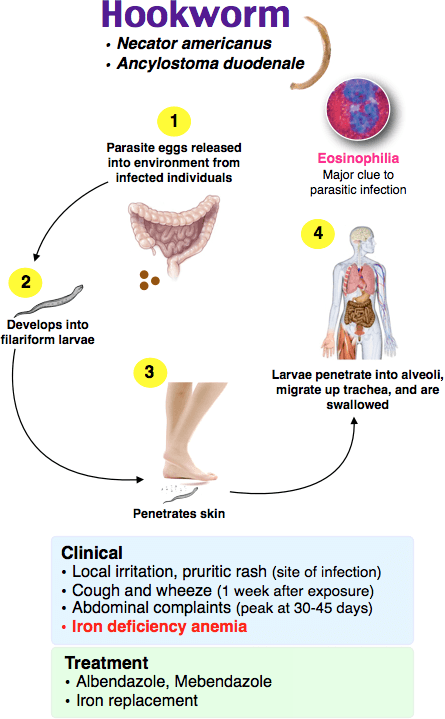 Hookworm
• Necator americanus
• Ancylostoma duodenale
1
Parasite eggs released
into environment from
infected individuals
Eosinophilia
Major clue to
parasitic infection
2
Develops into
filariform larvae
3
Penetrates skin
4
Larvae penetrate into alveoli,
migrate up trachea, and are
swallowed
Clinical
• Local irritation, pruritic rash (site of infection)
• Cough and wheeze (1 week after exposure)
• Abdominal complaints (peak at 30-45 days)
• Iron deficiency anemia
Treatment
• Albendazole, Mebendazole
• Iron replacement